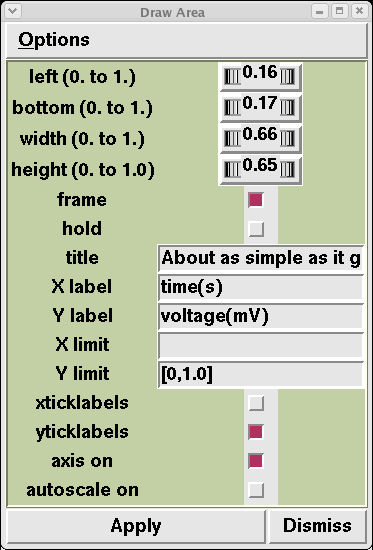 Draw Area
Options
left (0. to 1.) 0.16
bottom (0. to 1.) 0.17
width (0. to 1.) 0.66
height (0. to 1.0) 0.65
frame
hold
title About as simple as it g
X label time(s)
Y label voltage(mV)
X limit
Y limit [0,1.0]
xticklabels
yticklabels
axis on
autoscale on
Apply Dismiss